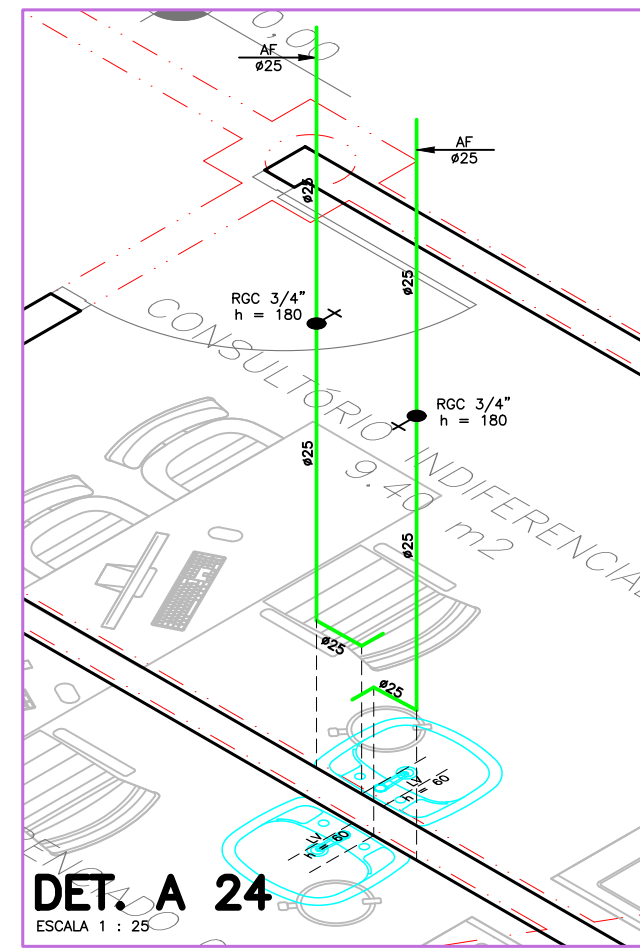 0,00
AF
ø25
AF
ø25
ø25
ø25
RGC 3/4"
h = 180
CONSULTÓRIO INDIFERENCIA
9.40 m2
RGC 3/4"
h = 180
ø25
ø25
ø25
ø25
LV
h = 60
LV
h = 60
ENCIADO
DET. A 24
ESCALA 1 : 25